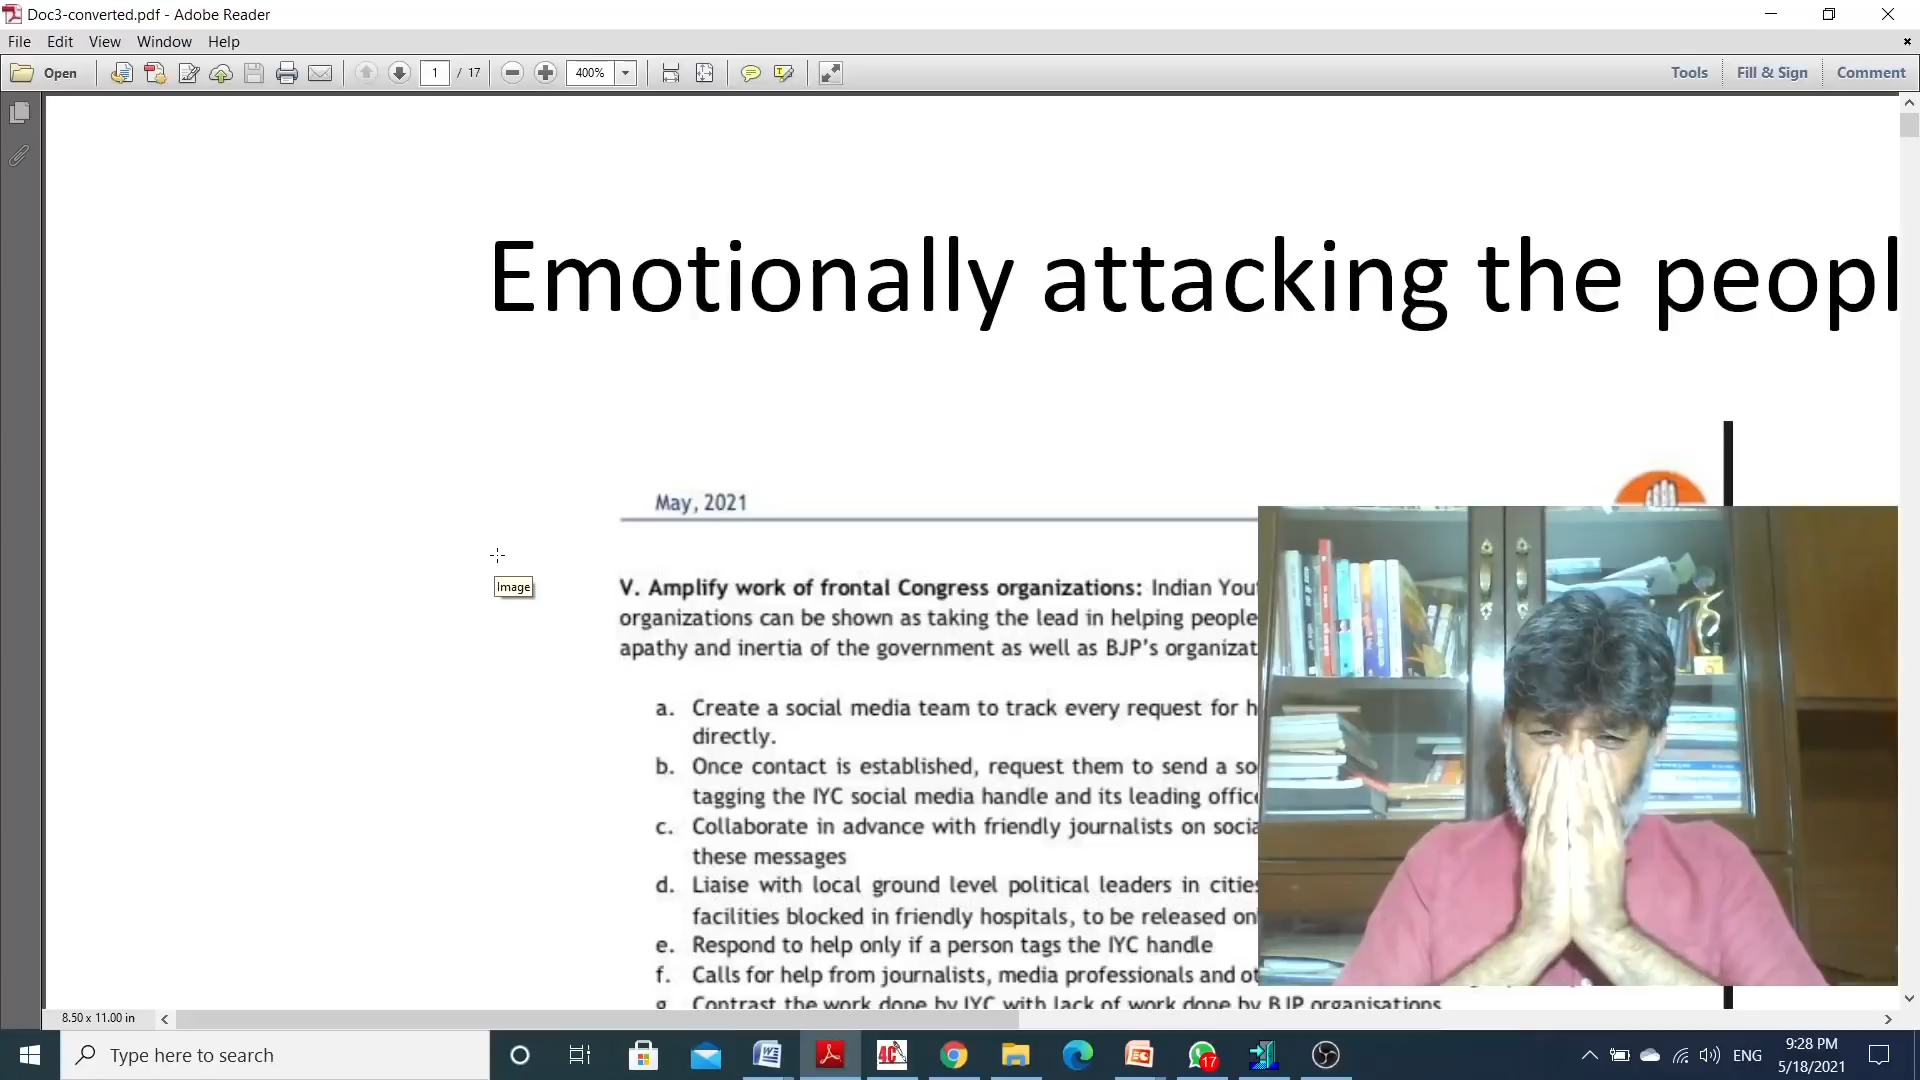 Doc3-converted.pdf - Adobe Reader
File Edit View Window Help
Open 1 / 17 400% Tools Fill & Sign Comment
Emotionally attacking the peopl
May, 2021
Image
V. Amplify work of frontal Congress organizations: Indian You
organizations can be shown as taking the lead in helping people
apathy and inertia of the government as well as BJP's organizat
a. Create a social media team to track every request for h
directly.
b. Once contact is established, request them to send a so
tagging the IYC social media handle and its leading offic
c. Collaborate in advance with friendly journalists on socia
these messages
d. Liaise with local ground level political leaders in cities
facilities blocked in friendly hospitals, to be released on
e. Respond to help only if a person tags the IYC handle
f. Calls for help from journalists, media professionals and ot
g. Contrast the work done by IYC with lack of work done by BJP organisations
8.50 x 11.00 in
Type here to search
17
ENG
9:28 PM
5/18/2021